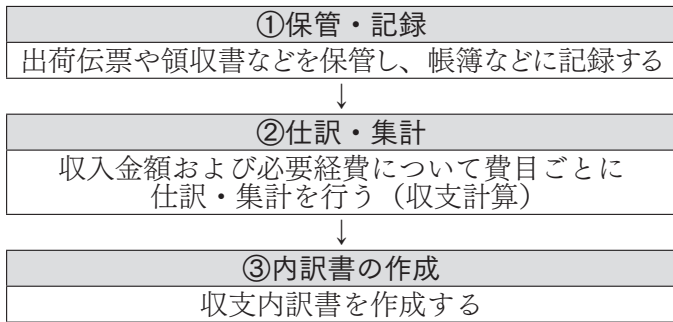 ①保管・記録
出荷伝票や領収書などを保管し、帳簿などに記録する
↓
②仕訳・集計
収入金額および必要経費について費目ごとに
仕訳・集計を行う（収支計算）
↓
③内訳書の作成
収支内訳書を作成する